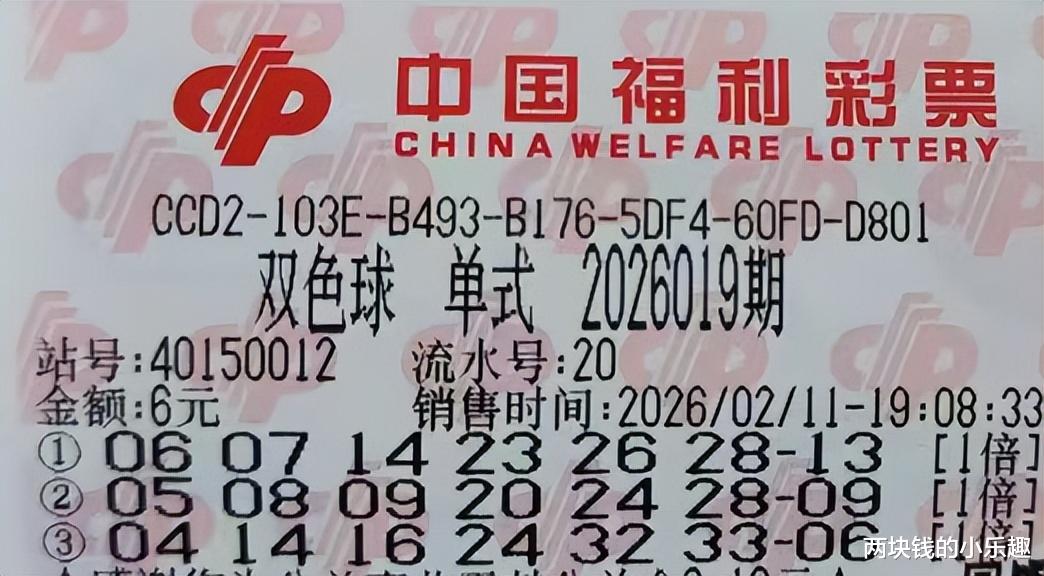 中国福利彩票
CHINA WELFARE LOTTERY
CCD2-103E-B493-B176-5DF4-60FD-D801
双色球 单式 2026019期
站号:40150012 流水号:20
金额:6元 销售时间:2026/02/11-19:08:33
① 06 07 14 23 26 28-13 [1倍]
② 05 08 09 20 24 28-09 [1倍]
③ 04 14 16 24 32 33-06 [1倍]
两块钱的小乐趣